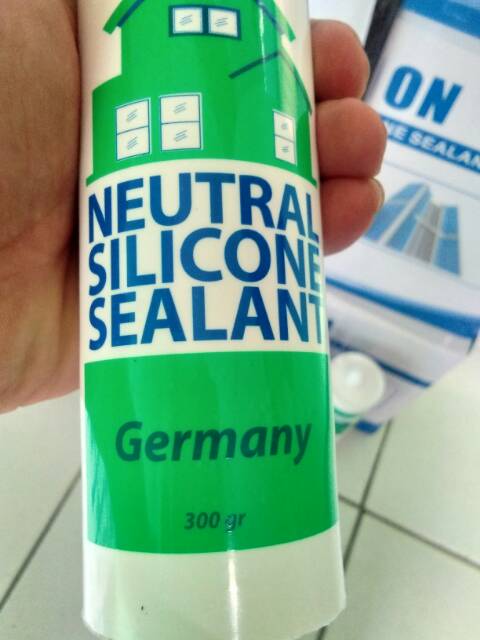 NEUTRAL
SILICONE
SEALANT
Germany
300 gr
ON